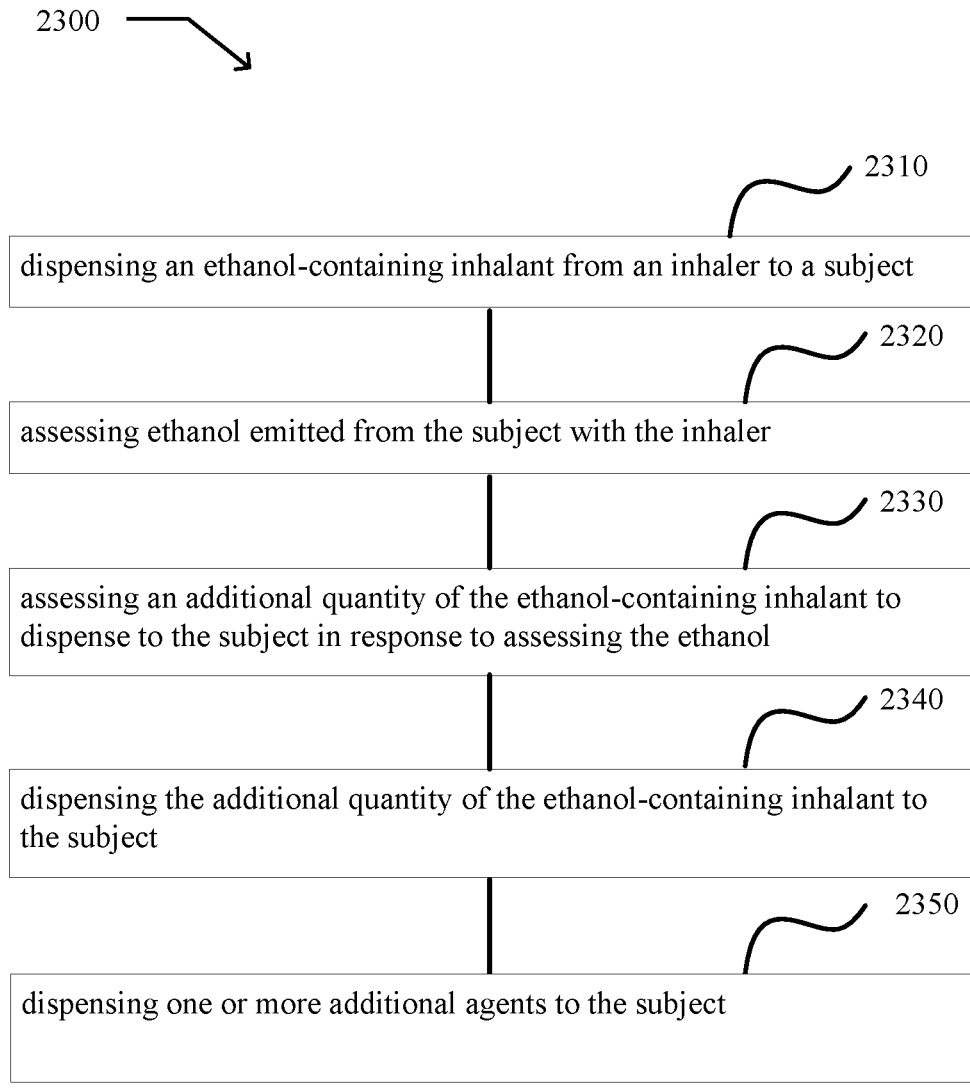 2300
2310
dispensing an ethanol-containing inhalant from an inhaler to a subject
2320
assessing ethanol emitted from the subject with the inhaler
2330
assessing an additional quantity of the ethanol-containing inhalant to
dispense to the subject in response to assessing the ethanol
2340
dispensing the additional quantity of the ethanol-containing inhalant to
the subject
2350
dispensing one or more additional agents to the subject